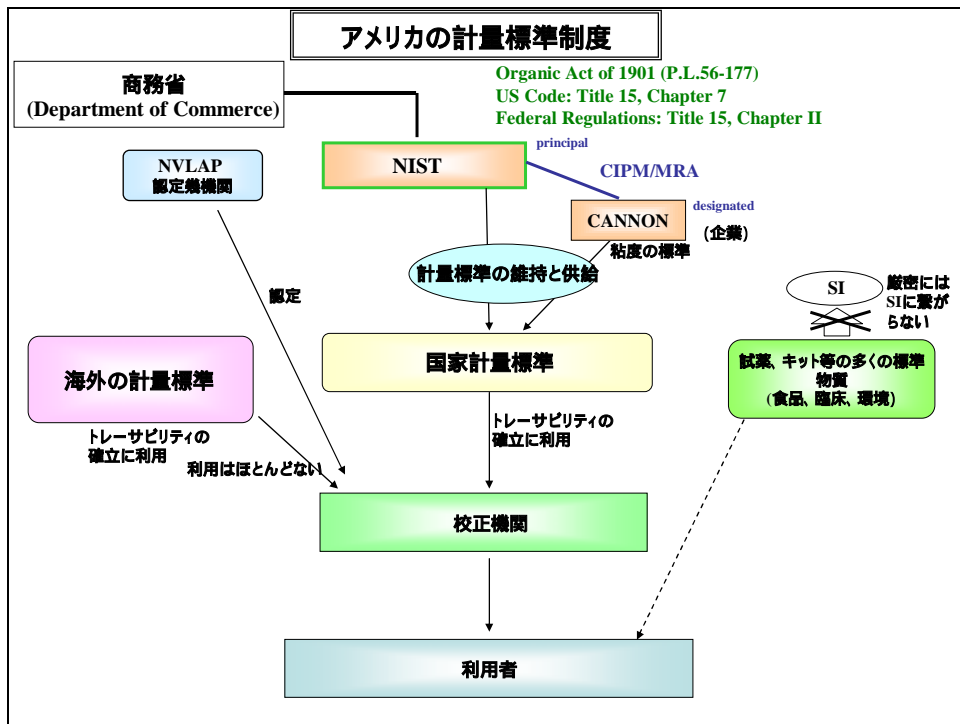 アメリカの計量標準制度
商務省
(Department of Commerce)
Organic Act of 1901 (P.L.56-177)
US Code: Title 15, Chapter 7
Federal Regulations: Title 15, Chapter II
NVLAP
認定幾機関
NIST
principal
CIPM/MRA
CANNON
designated
(企業)
粘度の標準
計量標準の維持と供給
認定
SI
厳密には
SIに繋が
らない
海外の計量標準
国家計量標準
試薬、キット等の多くの標準
物質
(食品、臨床、環境)
トレーサビリティの
確立に利用
利用はほとんどない
トレーサビリティの
確立に利用
校正機関
利用者